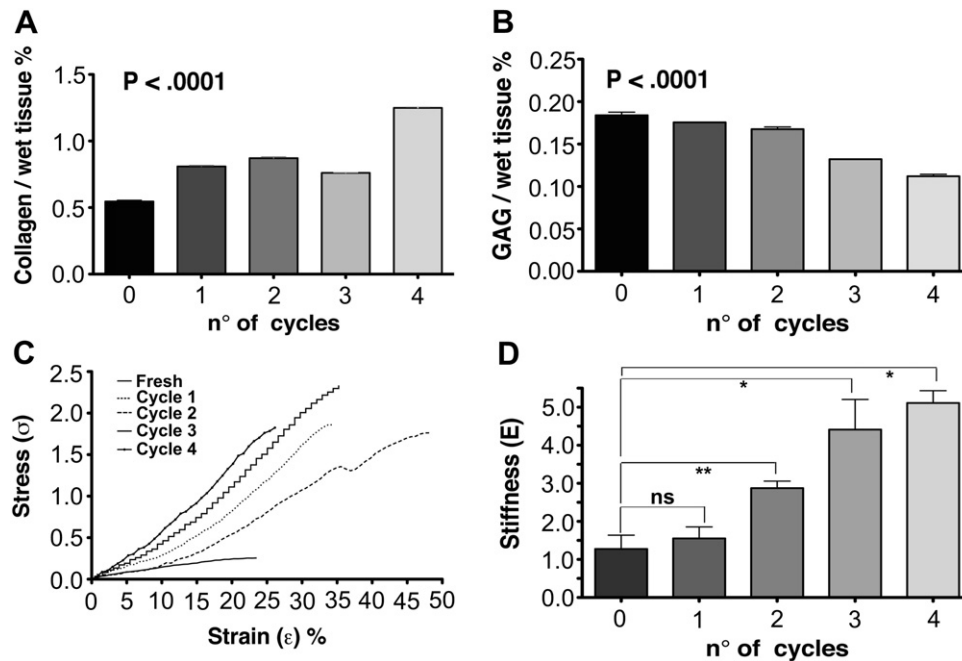 A
Collagen / wet tissue %
P < .0001
1.5
1.0
0.5
0.0
0 1 2 3 4
n° of cycles
B
GAG / wet tissue %
P < .0001
0.20
0.15
0.10
0.05
0.00
0 1 2 3 4
n° of cycles
C
Stress (σ)
2.5
2.0
1.5
1.0
0.5
0.0
Fresh
Cycle 1
Cycle 2
Cycle 3
Cycle 4
0 5 10 15 20 25 30 35 40 45 50
Strain (ε) %
D
Stiffness (E)
5.0
3.0
2.0
1.0
0.0
*
*
**
ns
0 1 2 3 4
n° of cycles